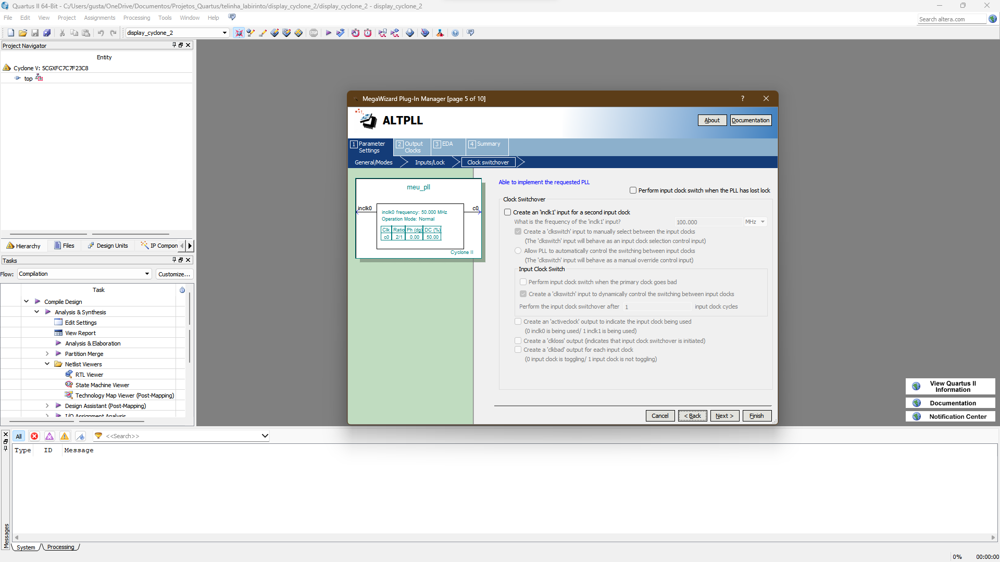 Quartus II 64-Bit - C:/Users/gusta/OneDrive/Documentos/Projetos_Quartus/telinha_labirinto/display_cyclone_2/display_cyclone_2 - display_cyclone_2
File Edit View Project Assignments Processing Tools Window Help
Search altera.com
display_cyclone_2
STOP
Project Navigator
Entity
Cyclone V: 5CGXFC7C7F23C8
top
Hierarchy Files Design Units IP Compon
Tasks
Flow: Compilation Customize...
Task
Compile Design
Analysis & Synthesis
Edit Settings
View Report
Analysis & Elaboration
Partition Merge
Netlist Viewers
RTL Viewer
State Machine Viewer
Technology Map Viewer (Post-Mapping)
Design Assistant (Post-Mapping)
I/O Assignment Analysis
MegaWizard Plug-In Manager [page 5 of 10]
?
ALTPLL
About Documentation
1 Parameter Settings
2 Output Clocks
3 EDA
4 Summary
General/Modes Inputs/Lock Clock switchover
meu_pll
inclk0
c0
inclk0 frequency: 50.000 MHz
Operation Mode: Normal
Clk Ratio Ph (dg) DC (%)
c0 2/1 0.00 50.00
Cyclone II
Able to implement the requested PLL
Perform input clock switch when the PLL has lost lock
Clock Switchover
Create an 'inclk1' input for a second input clock
What is the frequency of the 'inclk1' input? 100.000 MHz
Create a 'clkswitch' input to manually select between the input clocks
(The 'clkswitch' input will behave as an input clock selection control input)
Allow PLL to automatically control the switching between input clocks
(The 'clkswitch' input will behave as a manual override control input)
Input Clock Switch
Perform input clock switch when the primary clock goes bad
Create a 'clkswitch' input to dynamically control the switching between input clocks
Perform the input clock switchover after 1 input clock cycles
Create an 'activeclock' output to indicate the input clock being used
(0 inclk0 is being used/ 1 inclk1 is being used)
Create a 'clkloss' output (indicates that input clock switchover is initiated)
Create a 'clkbad' output for each input clock
(0 input clock is toggling/ 1 input clock is not toggling)
Cancel < Back Next > Finish
View Quartus II
Information
Documentation
Notification Center
All <<Search>>
Type ID Message
Messages
System Processing
0% 00:00:00